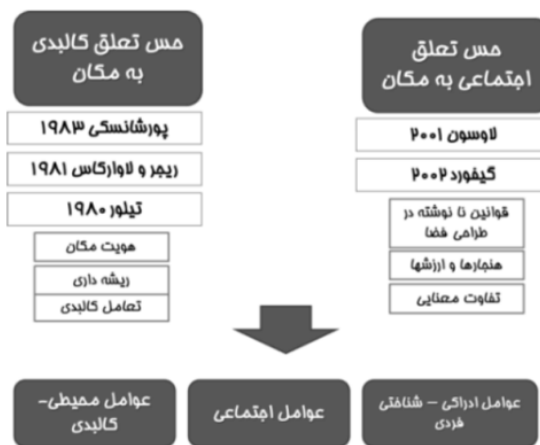 حس تعلق
اجتماعی به مکان
لاوسون ۲۰۰۱
گیفورد ۲۰۰۲
قوانین نا نوشته در
طراحی فضا
هنجارها و ارزشها
تفاوت معنایی
حس تعلق کالبدی
به مکان
پورشانسکی ۱۹۸۳
ریجر و لاوارکاس ۱۹۸۱
تیلور ۱۹۸۰
هویت مکان
ریشه داری
تعامل کالبدی
عوامل ادراکی – شناختی
فردی
عوامل اجتماعی
عوامل محیطی-
کالبدی